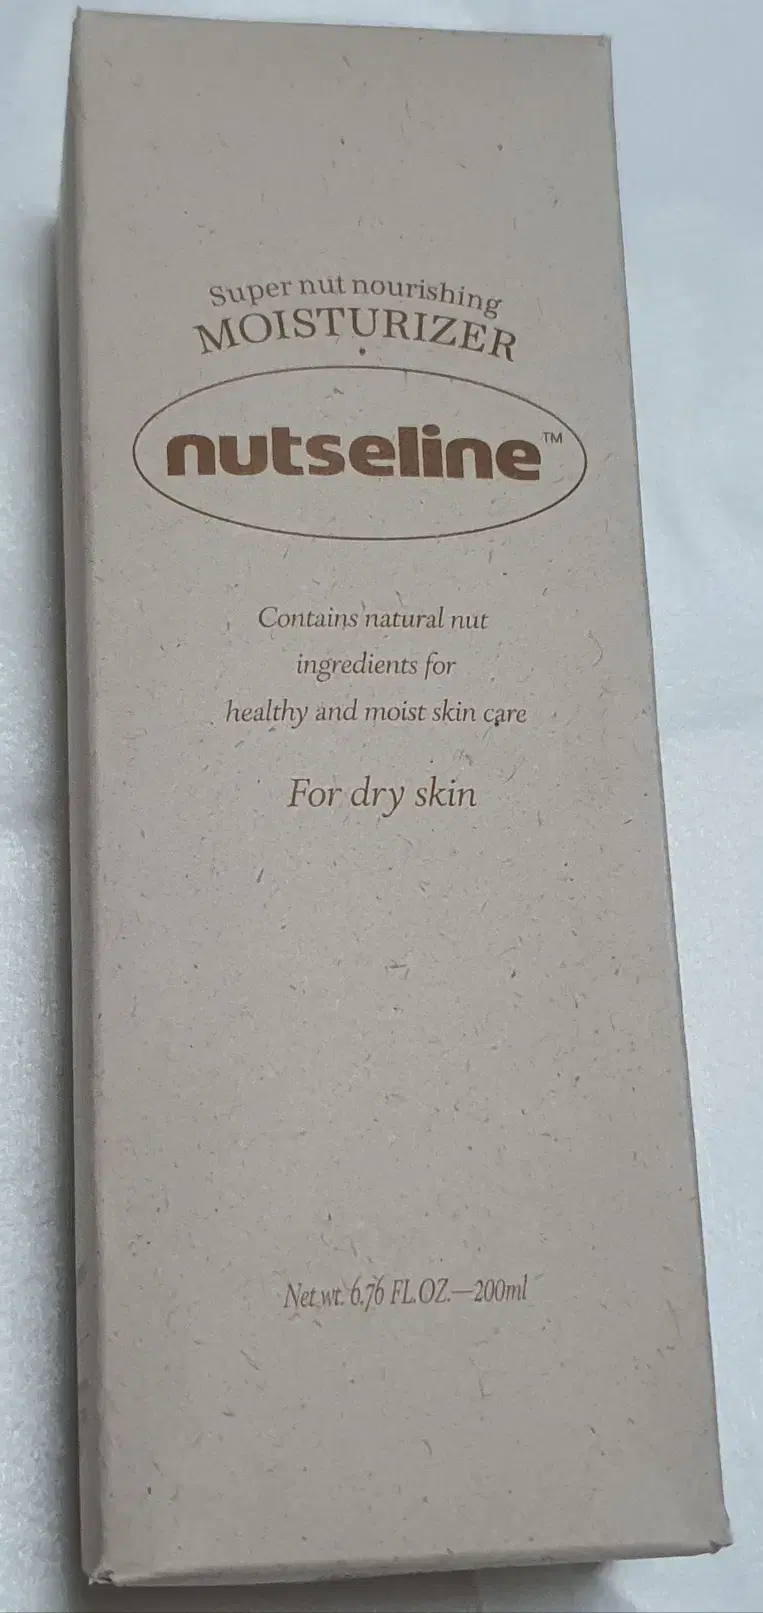 Super nut nourishing
MOISTURIZER
nutseline™
Contains natural nut
ingredients for
healthy and moist skin care
For dry skin
Net wt. 6.76 FL.OZ.—200ml